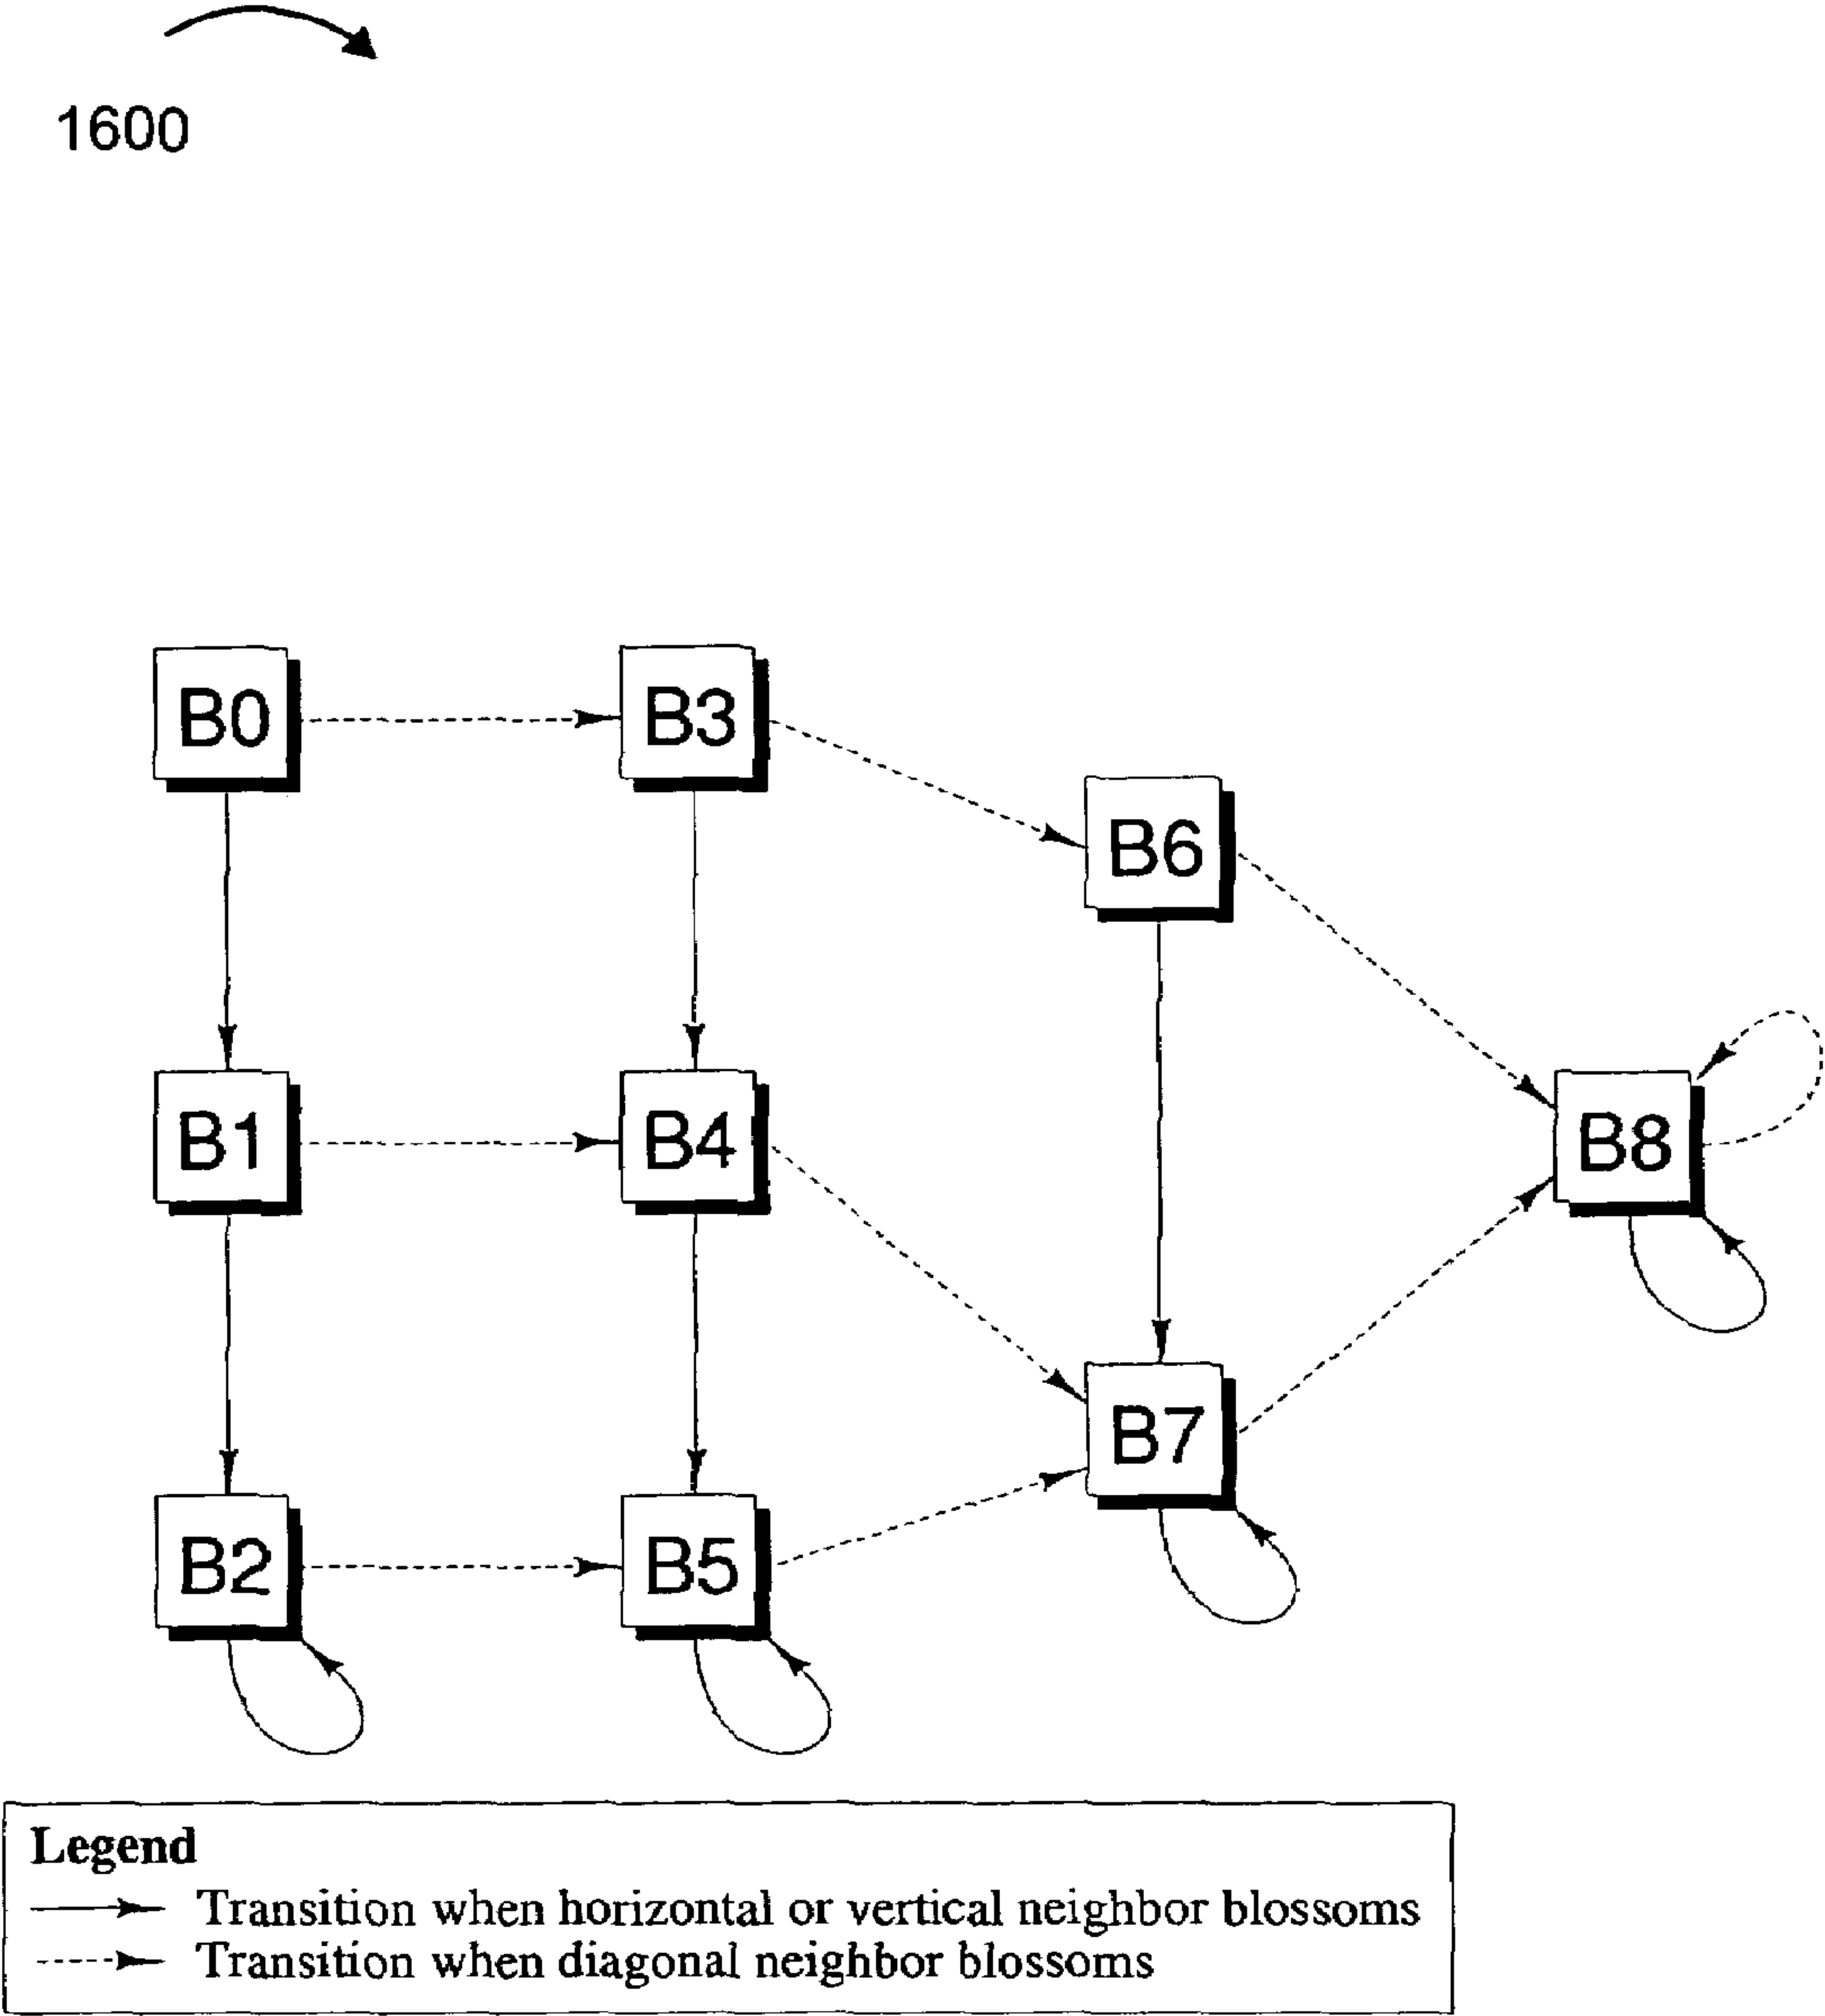 1600
B0
B3
B6
B1
B4
B8
B7
B2
B5
Legend
Transition when horizontal or vertical neighbor blossoms
Transition when diagonal neighbor blossoms